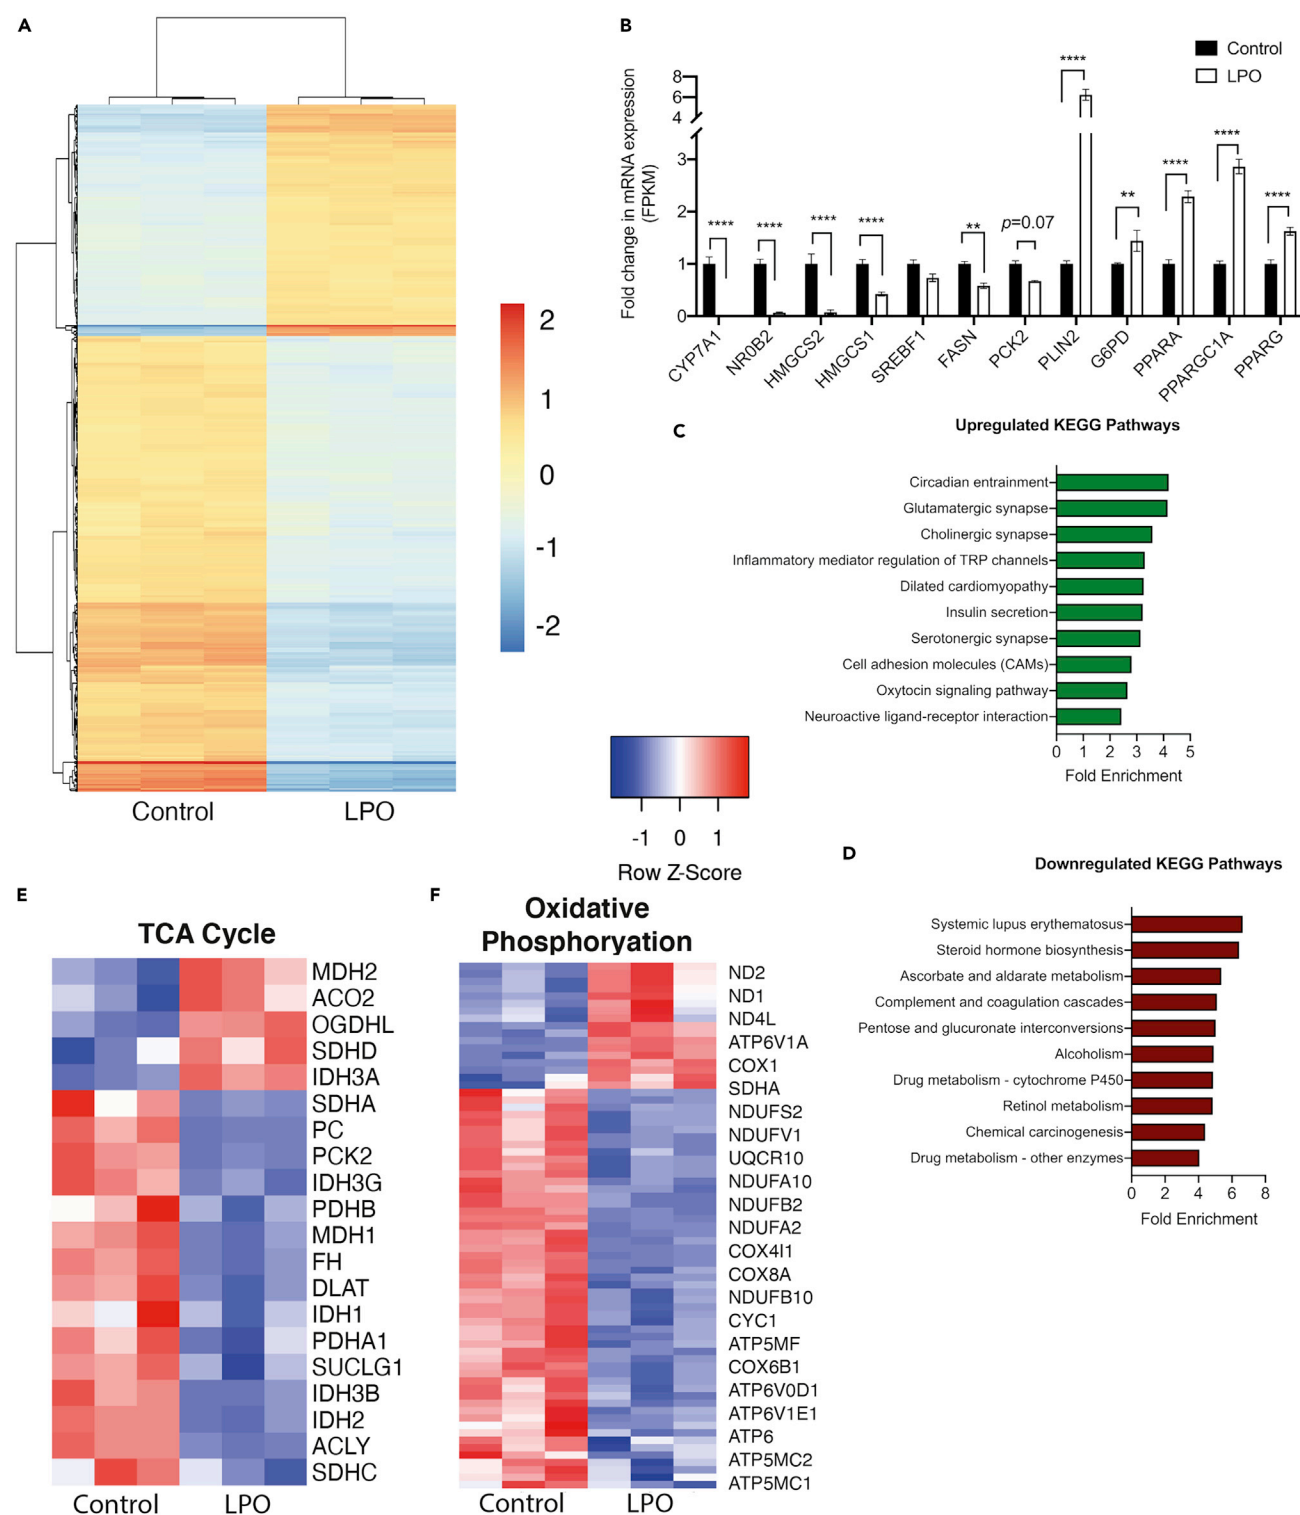 A
Control
LPO
2
1
0
-1
-2
B
Control
LPO
Fold change in mRNA expression
(FPKM)
8
6
4
3
2
1
0
****
****
****
****
**
p=0.07
****
**
****
****
****
CYP7A1
NR0B2
HMGCS2
HMGCS1
SREBF1
FASN
PCK2
PLIN2
G6PD
PPARA
PPARGC1A
PPARG
C
Upregulated KEGG Pathways
Circadian entrainment
Glutamatergic synapse
Cholinergic synapse
Inflammatory mediator regulation of TRP channels
Dilated cardiomyopathy
Insulin secretion
Serotonergic synapse
Cell adhesion molecules (CAMs)
Oxytocin signaling pathway
Neuroactive ligand-receptor interaction
0 1 2 3 4 5
Fold Enrichment
-1 0 1
Row Z-Score
D
Downregulated KEGG Pathways
Systemic lupus erythematosus
Steroid hormone biosynthesis
Ascorbate and aldarate metabolism
Complement and coagulation cascades
Pentose and glucuronate interconversions
Alcoholism
Drug metabolism - cytochrome P450
Retinol metabolism
Chemical carcinogenesis
Drug metabolism - other enzymes
0 2 4 6 8
Fold Enrichment
E
TCA Cycle
MDH2
ACO2
OGDHL
SDHD
IDH3A
SDHA
PC
PCK2
IDH3G
PDHB
MDH1
FH
DLAT
IDH1
PDHA1
SUCLG1
IDH3B
IDH2
ACLY
SDHC
Control
LPO
F
Oxidative
Phosphoryation
ND2
ND1
ND4L
ATP6V1A
COX1
SDHA
NDUFS2
NDUFV1
UQCR10
NDUFA10
NDUFB2
NDUFA2
COX4I1
COX8A
NDUFB10
CYC1
ATP5MF
COX6B1
ATP6V0D1
ATP6V1E1
ATP6
ATP5MC2
ATP5MC1
Control
LPO